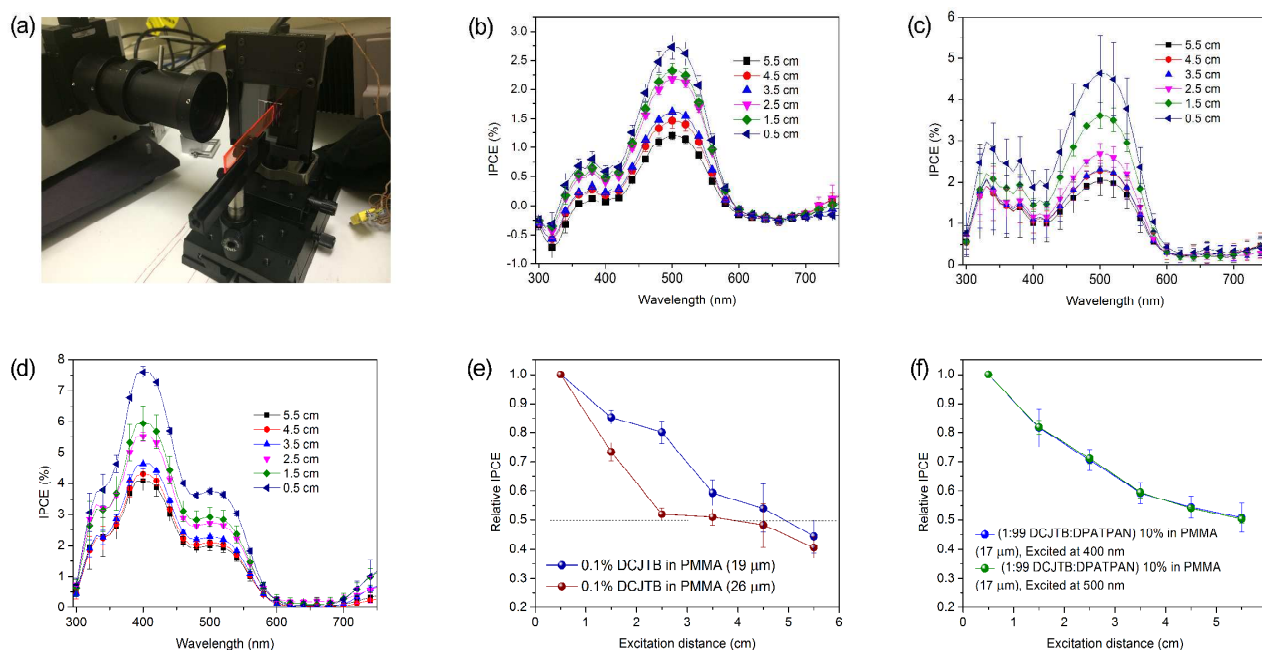 (a)
(b)
IPCE (%)
3.0
2.5
2.0
1.5
1.0
0.5
0.0
-0.5
-1.0
300 400 500 600 700
Wavelength (nm)
5.5 cm
4.5 cm
3.5 cm
2.5 cm
1.5 cm
0.5 cm
(c)
IPCE (%)
6
5
4
3
2
1
0
300 400 500 600 700
Wavelength (nm)
5.5 cm
4.5 cm
3.5 cm
2.5 cm
1.5 cm
0.5 cm
(d)
IPCE (%)
8
7
6
5
4
3
2
1
0
300 400 500 600 700
Wavelength (nm)
5.5 cm
4.5 cm
3.5 cm
2.5 cm
1.5 cm
0.5 cm
(e)
Relative IPCE
1.0
0.9
0.8
0.7
0.6
0.5
0.4
0.3
0.2
0 1 2 3 4 5 6
Excitation distance (cm)
0.1% DCJTB in PMMA (19 μm)
0.1% DCJTB in PMMA (26 μm)
(f)
Relative IPCE
1.0
0.9
0.8
0.7
0.6
0.5
0.4
0.3
0.2
0 1 2 3 4 5
Excitation distance (cm)
(1:99 DCJTB:DPATPAN) 10% in PMMA
(17 μm), Excited at 400 nm
(1:99 DCJTB:DPATPAN) 10% in PMMA
(17 μm), Excited at 500 nm